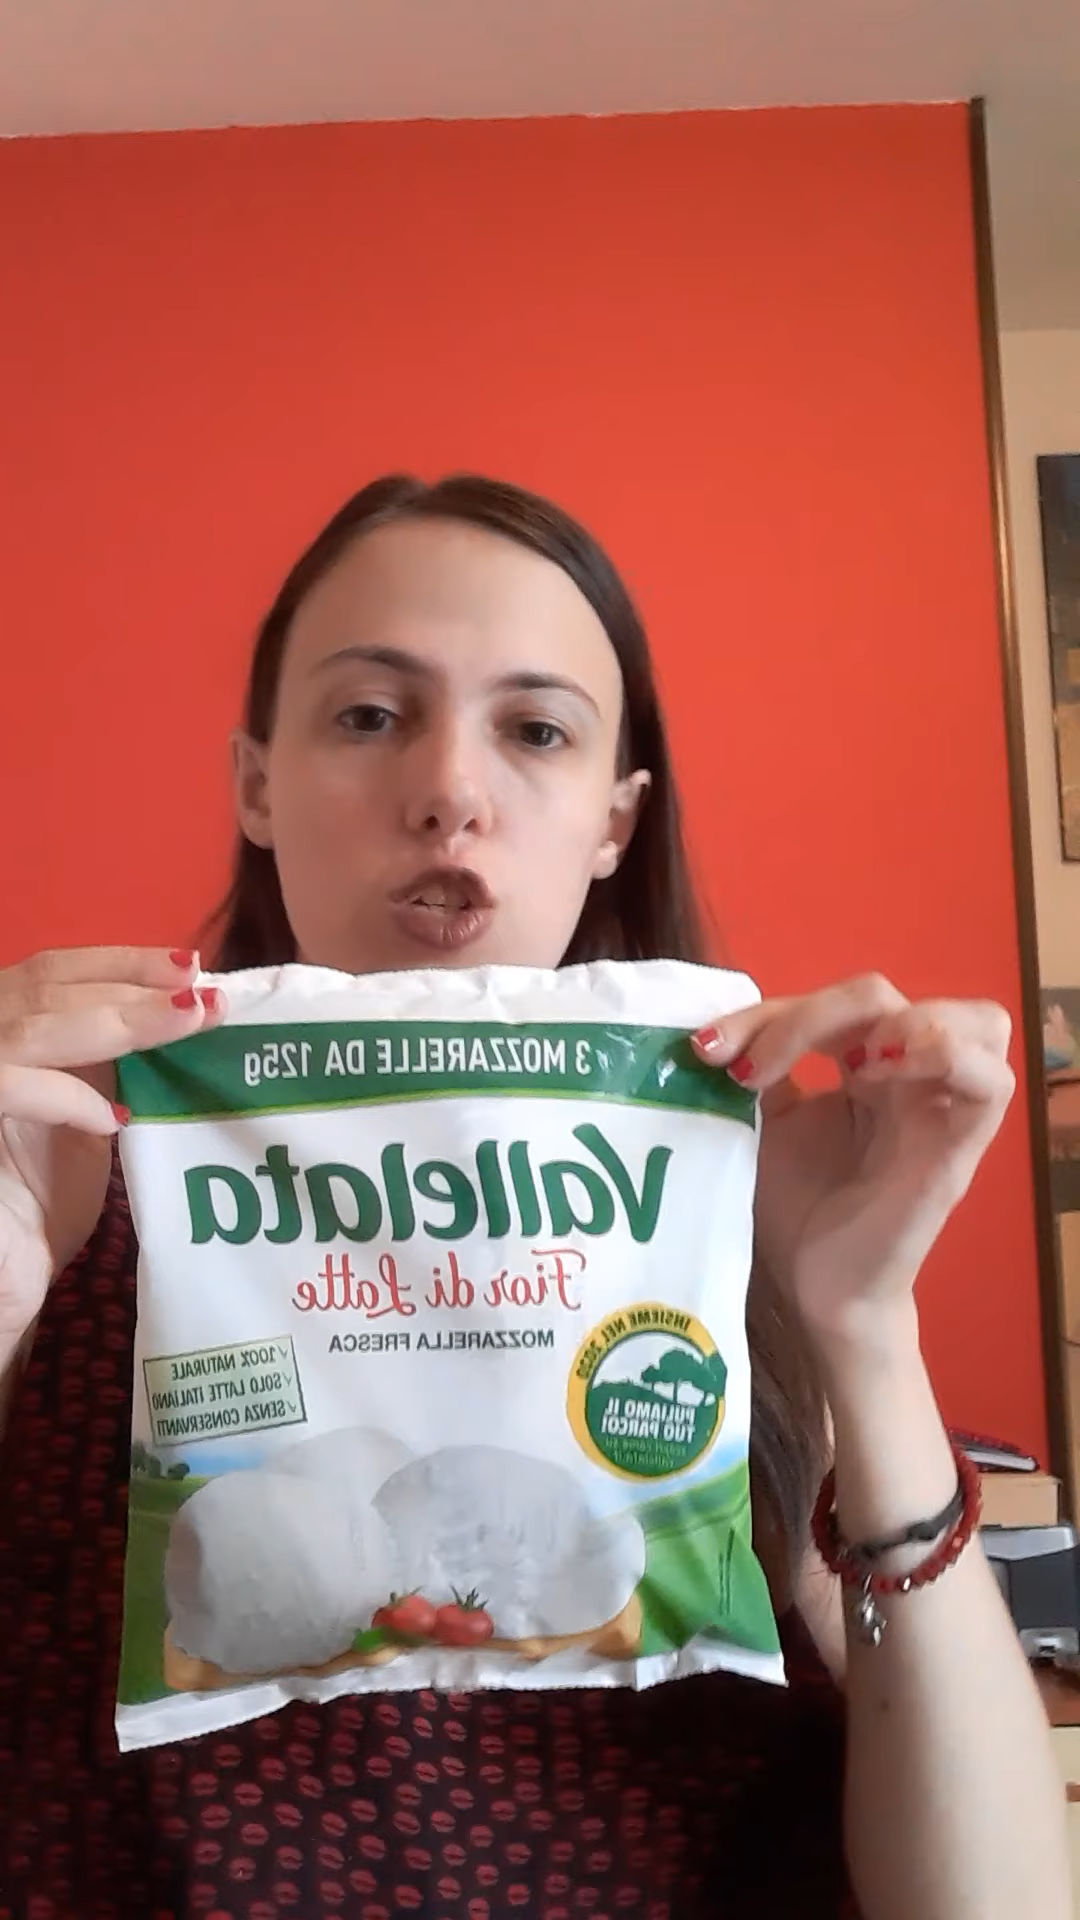 3 MOZZARELLE DA 125g
Vallelata
Fior di Latte
MOZZARELLA FRESCA
✓100% NATURALE
✓SOLO LATTE ITALIANO
✓SENZA CONSERVANTI
INSIEME NEL 2020
PULIAMO IL
TUO PARCO!